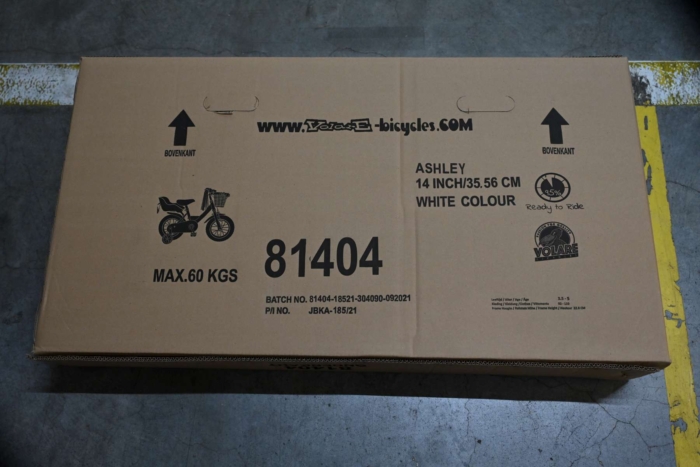 www.VolarE-bicycles.COM
BOVENKANT
BOVENKANT
ASHLEY
14 INCH/35.56 CM
WHITE COLOUR
95%
Ready to Ride
VOLARE
81404
MAX.60 KGS
BATCH NO. 81404-18521-304090-092021
P/I NO. JBKA-185/21